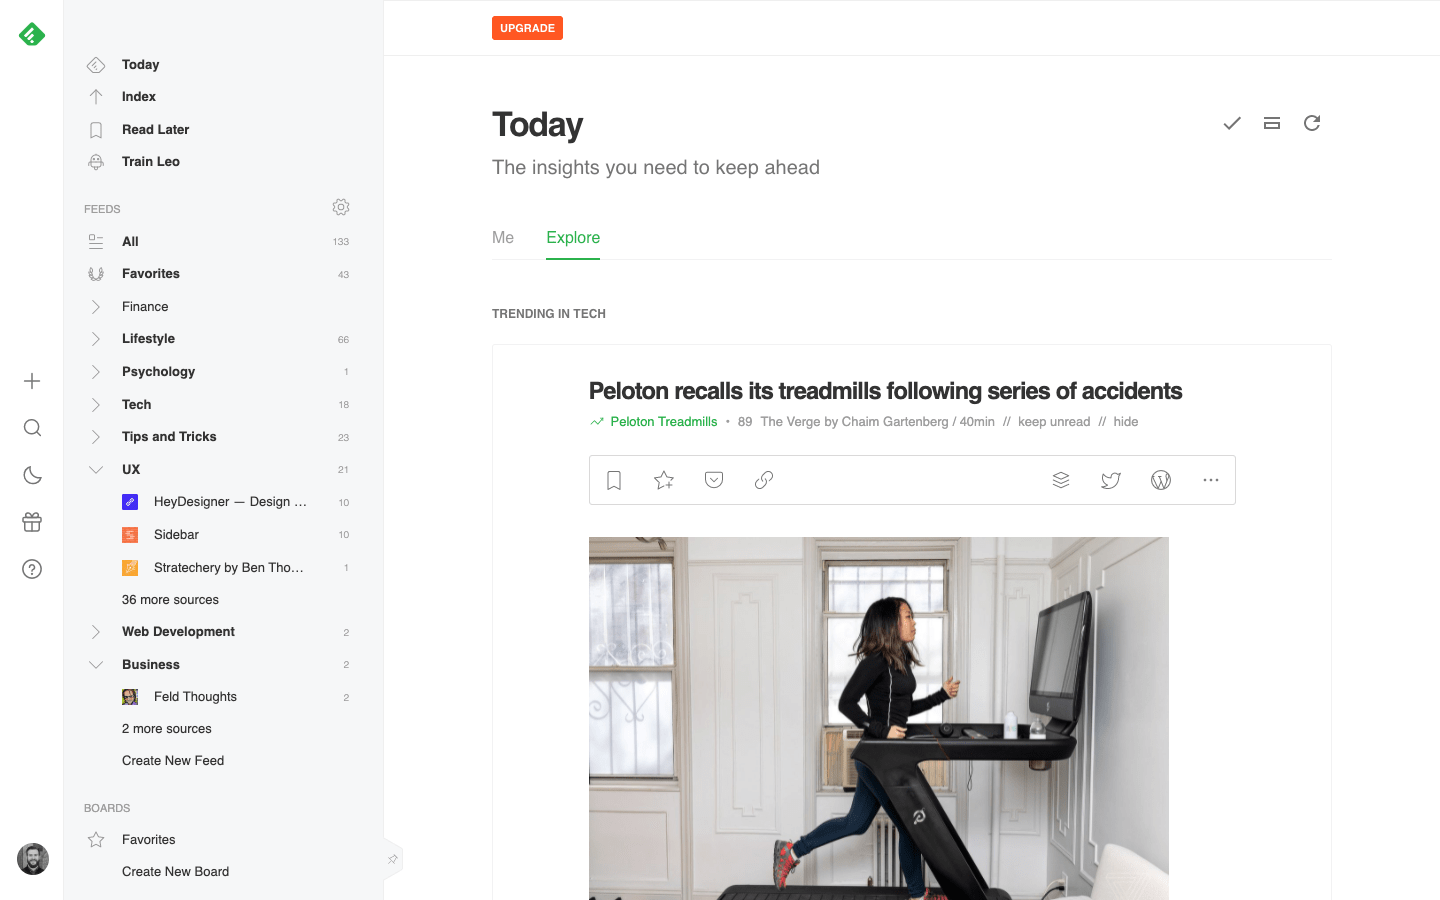 UPGRADE
Today
Index
Read Later
Train Leo
FEEDS
All 133
Favorites 43
Finance
Lifestyle 66
Psychology 1
Tech 18
Tips and Tricks 23
UX 21
HeyDesigner — Design ... 10
Sidebar 10
Stratechery by Ben Tho... 1
36 more sources
Web Development 2
Business 2
Feld Thoughts 2
2 more sources
Create New Feed
BOARDS
Favorites
Create New Board
Today
The insights you need to keep ahead
Me Explore
TRENDING IN TECH
Peloton recalls its treadmills following series of accidents
Peloton Treadmills • 89 The Verge by Chaim Gartenberg / 40min // keep unread // hide